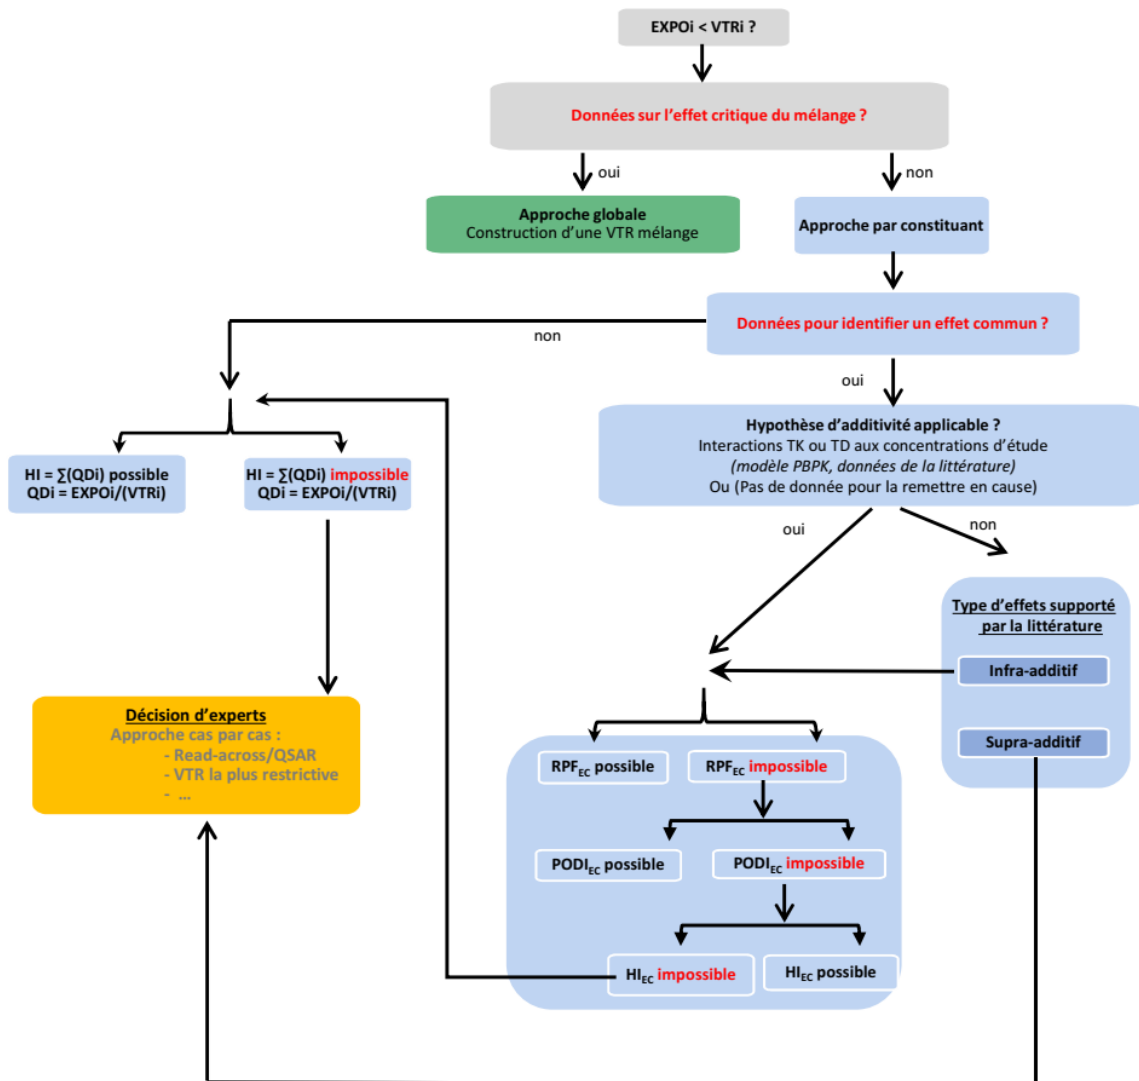 EXPOi < VTRi ?
Données sur l'effet critique du mélange ?
oui
non
Approche globale
Construction d'une VTR mélange
Approche par constituant
Données pour identifier un effet commun ?
non
oui
Hypothèse d'additivité applicable ?
Interactions TK ou TD aux concentrations d'étude
(modèle PBPK, données de la littérature)
Ou (Pas de donnée pour la remettre en cause)
HI = ∑(QDi) possible
QDi = EXPOi/(VTRi)
HI = ∑(QDi) impossible
QDi = EXPOi/(VTRi)
oui
non
Type d'effets supporté
par la littérature
Infra-additif
Supra-additif
Décision d'experts
Approche cas par cas :
- Read-across/QSAR
- VTR la plus restrictive
- ...
RPFEC possible
RPFEC impossible
PODIEC possible
PODIEC impossible
HIEC impossible
HIEC possible